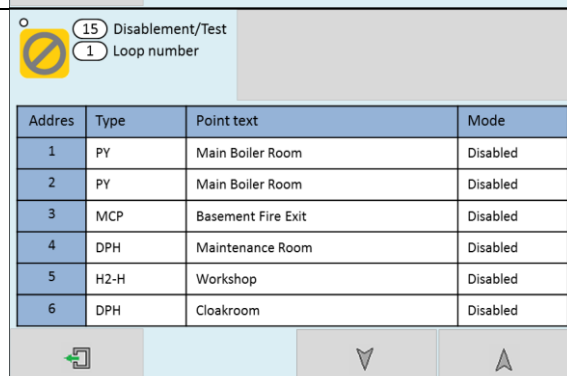 15 Disablement/Test
1 Loop number
Addres Type Point text Mode
1 PY Main Boiler Room Disabled
2 PY Main Boiler Room Disabled
3 MCP Basement Fire Exit Disabled
4 DPH Maintenance Room Disabled
5 H2-H Workshop Disabled
6 DPH Cloakroom Disabled